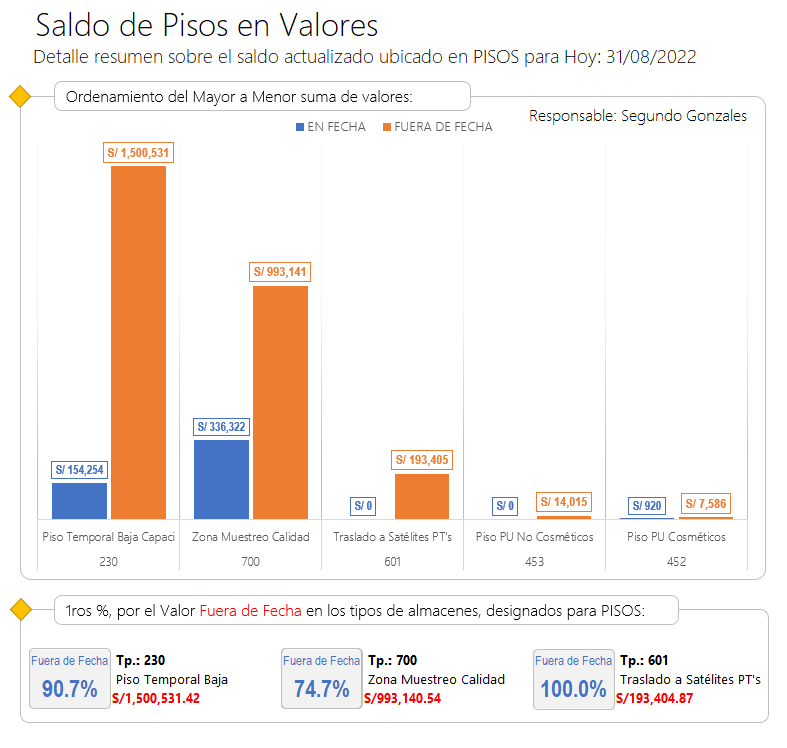 Saldo de Pisos en Valores
Detalle resumen sobre el saldo actualizado ubicado en PISOS para Hoy: 31/08/2022
Ordenamiento del Mayor a Menor suma de valores:
Responsable: Segundo Gonzales
EN FECHA FUERA DE FECHA
S/ 1,500,531
S/ 993,141
S/ 336,322
S/ 154,254
S/ 193,405
S/ 0
S/ 0
S/ 14,015
S/ 920
S/ 7,586
Piso Temporal Baja Capaci Zona Muestreo Calidad Traslado a Satélites PT's Piso PU No Cosméticos Piso PU Cosméticos
230 700 601 453 452
1ros %, por el Valor Fuera de Fecha en los tipos de almacenes, designados para PISOS:
Fuera de Fecha
90.7%
Tp.: 230
Piso Temporal Baja
S/1,500,531.42
Fuera de Fecha
74.7%
Tp.: 700
Zona Muestreo Calidad
S/993,140.54
Fuera de Fecha
100.0%
Tp.: 601
Traslado a Satélites PT's
S/193,404.87